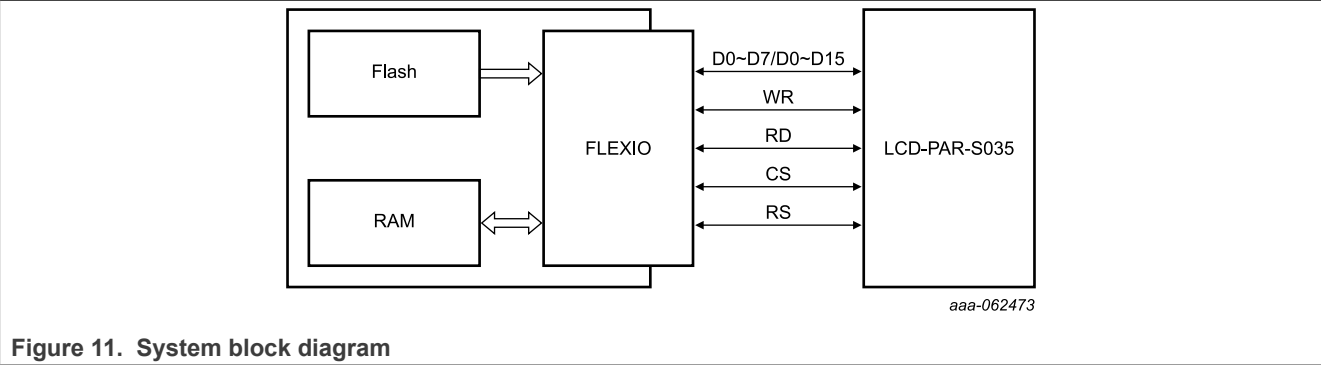 Flash
RAM
FLEXIO
D0~D7/D0~D15
WR
RD
CS
RS
LCD-PAR-S035
aaa-062473
Figure 11. System block diagram